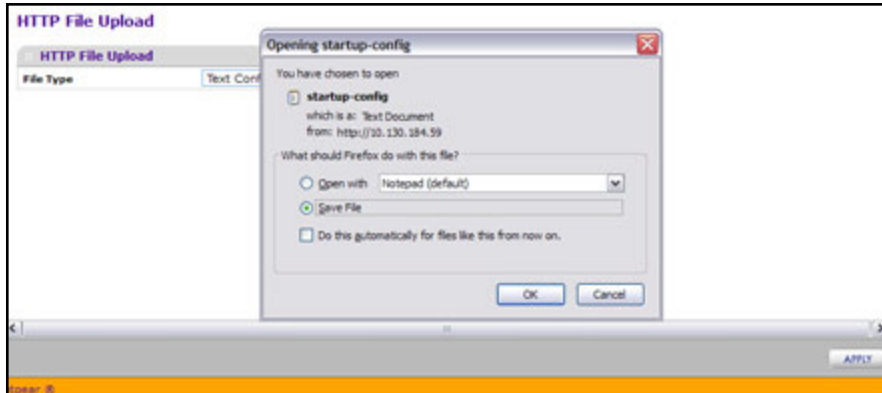 HTTP File Upload
HTTP File Upload
File Type
Text Conf
Opening startup-config
You have chosen to open
startup-config
which is a: Text Document
from: http://10.130.184.59
What should Firefox do with this file?
Open with
Notepad (default)
Save File
Do this automatically for files like this from now on.
OK
Cancel
APPLY